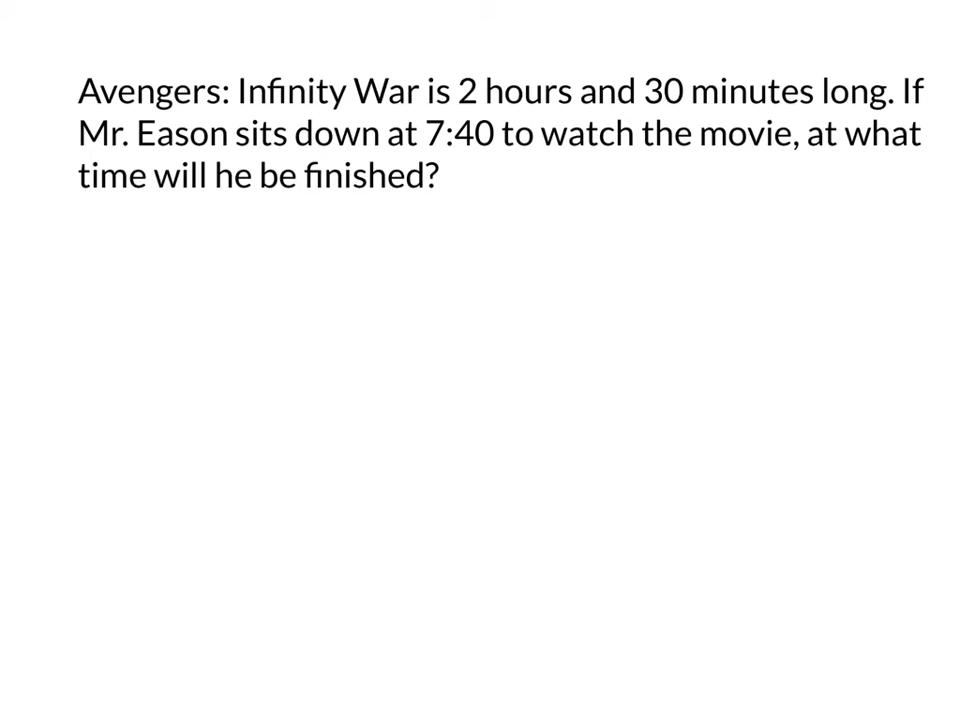 Avengers: Infinity War is 2 hours and 30 minutes long. If
Mr. Eason sits down at 7:40 to watch the movie, at what
time will he be finished?